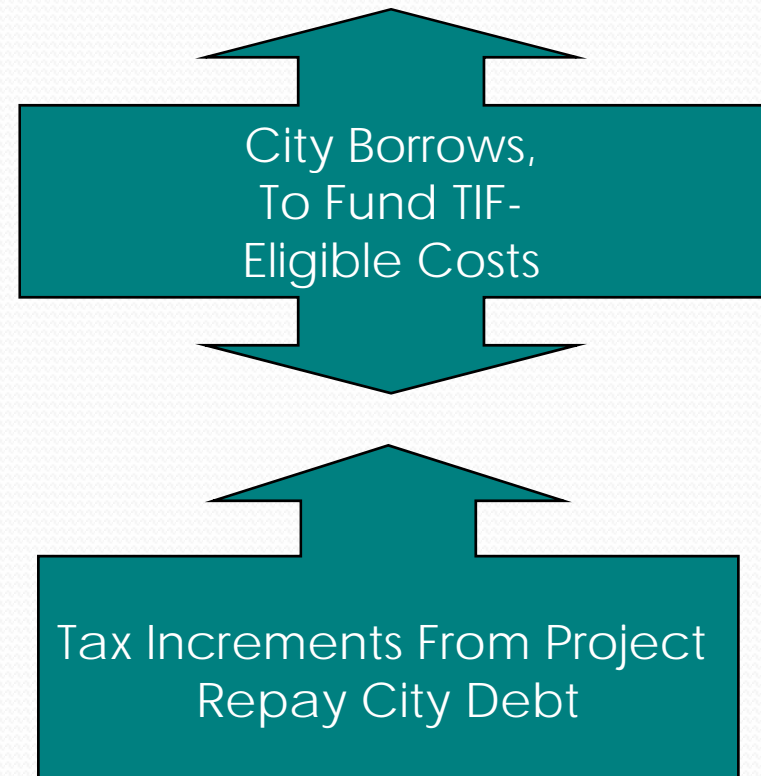 City Borrows,
To Fund TIF-
Eligible Costs
Tax Increments From Project
Repay City Debt